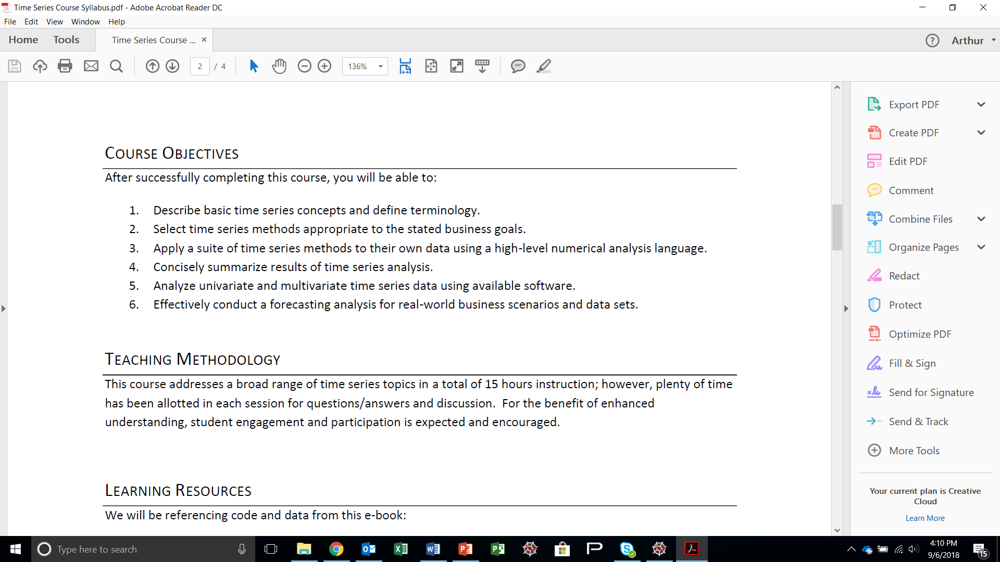 Time Series Course Syllabus.pdf - Adobe Acrobat Reader DC
File Edit View Window Help
Home Tools Time Series Course ... × Arthur
2 / 4 136%
COURSE OBJECTIVES
After successfully completing this course, you will be able to:
1. Describe basic time series concepts and define terminology.
2. Select time series methods appropriate to the stated business goals.
3. Apply a suite of time series methods to their own data using a high-level numerical analysis language.
4. Concisely summarize results of time series analysis.
5. Analyze univariate and multivariate time series data using available software.
6. Effectively conduct a forecasting analysis for real-world business scenarios and data sets.
TEACHING METHODOLOGY
This course addresses a broad range of time series topics in a total of 15 hours instruction; however, plenty of time
has been allotted in each session for questions/answers and discussion.  For the benefit of enhanced
understanding, student engagement and participation is expected and encouraged.
LEARNING RESOURCES
We will be referencing code and data from this e-book:
Export PDF
Create PDF
Edit PDF
Comment
Combine Files
Organize Pages
Redact
Protect
Optimize PDF
Fill & Sign
Send for Signature
Send & Track
More Tools
Your current plan is Creative
Cloud
Learn More
Type here to search
4:10 PM
9/6/2018
15